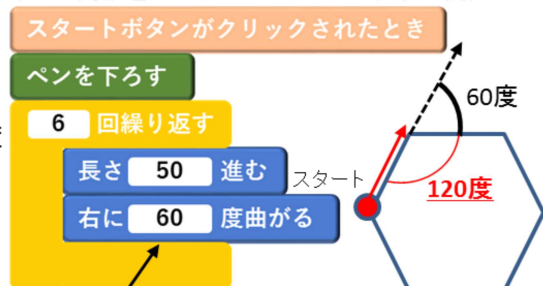 スタートボタンがクリックされたとき
ペンを下ろす
6 回繰り返す
長さ 50 進む
右に 60 度曲がる
スタート
60度
120度